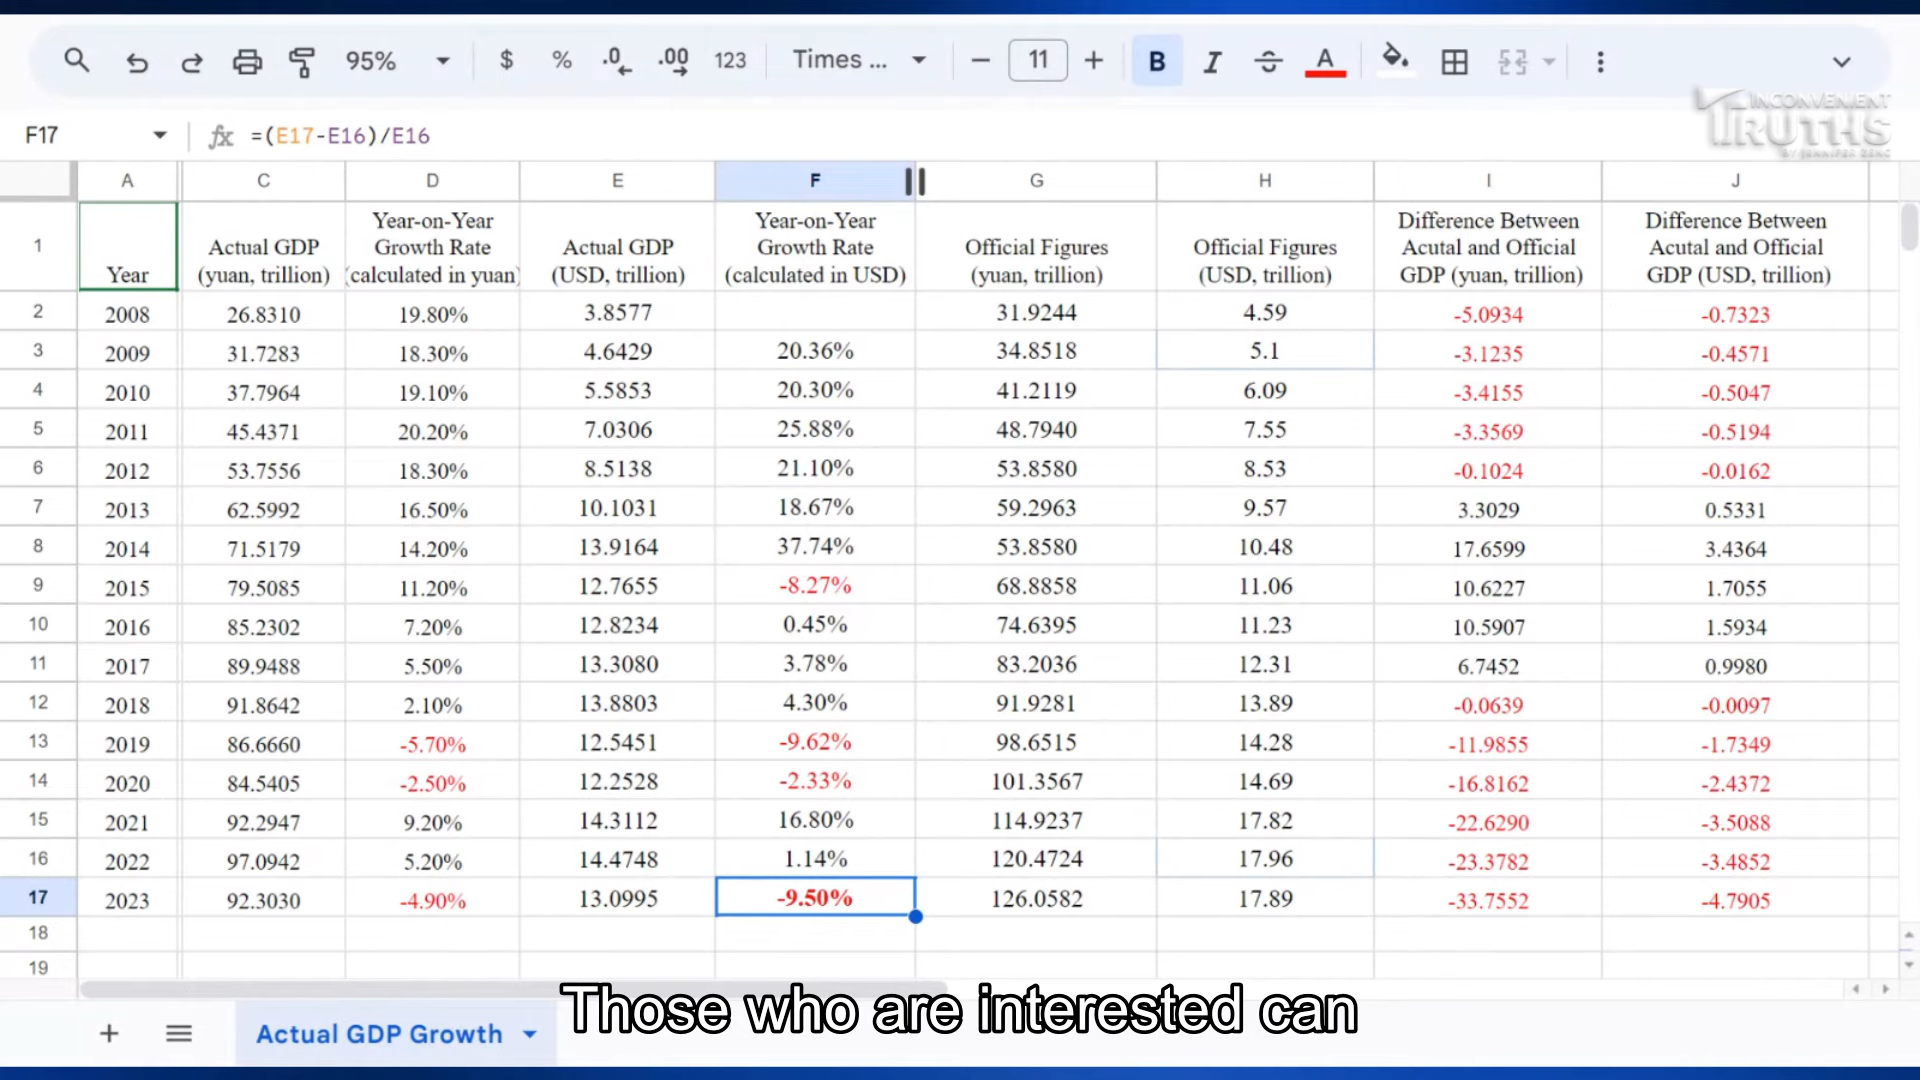 95% $ % .0 .00 123 Times ... − 11 + B I S A
INCONVENIENT
TRUTHS
BY JENNIFER ZENG
F17 fx =(E17-E16)/E16
A C D E F G H I J
1 Year Actual GDP (yuan, trillion) Year-on-Year Growth Rate (calculated in yuan) Actual GDP (USD, trillion) Year-on-Year Growth Rate (calculated in USD) Official Figures (yuan, trillion) Official Figures (USD, trillion) Difference Between Acutal and Official GDP (yuan, trillion) Difference Between Acutal and Official GDP (USD, trillion)
2 2008 26.8310 19.80% 3.8577 31.9244 4.59 -5.0934 -0.7323
3 2009 31.7283 18.30% 4.6429 20.36% 34.8518 5.1 -3.1235 -0.4571
4 2010 37.7964 19.10% 5.5853 20.30% 41.2119 6.09 -3.4155 -0.5047
5 2011 45.4371 20.20% 7.0306 25.88% 48.7940 7.55 -3.3569 -0.5194
6 2012 53.7556 18.30% 8.5138 21.10% 53.8580 8.53 -0.1024 -0.0162
7 2013 62.5992 16.50% 10.1031 18.67% 59.2963 9.57 3.3029 0.5331
8 2014 71.5179 14.20% 13.9164 37.74% 53.8580 10.48 17.6599 3.4364
9 2015 79.5085 11.20% 12.7655 -8.27% 68.8858 11.06 10.6227 1.7055
10 2016 85.2302 7.20% 12.8234 0.45% 74.6395 11.23 10.5907 1.5934
11 2017 89.9488 5.50% 13.3080 3.78% 83.2036 12.31 6.7452 0.9980
12 2018 91.8642 2.10% 13.8803 4.30% 91.9281 13.89 -0.0639 -0.0097
13 2019 86.6660 -5.70% 12.5451 -9.62% 98.6515 14.28 -11.9855 -1.7349
14 2020 84.5405 -2.50% 12.2528 -2.33% 101.3567 14.69 -16.8162 -2.4372
15 2021 92.2947 9.20% 14.3112 16.80% 114.9237 17.82 -22.6290 -3.5088
16 2022 97.0942 5.20% 14.4748 1.14% 120.4724 17.96 -23.3782 -3.4852
17 2023 92.3030 -4.90% 13.0995 -9.50% 126.0582 17.89 -33.7552 -4.7905
18
19
Those who are interested can
Actual GDP Growth